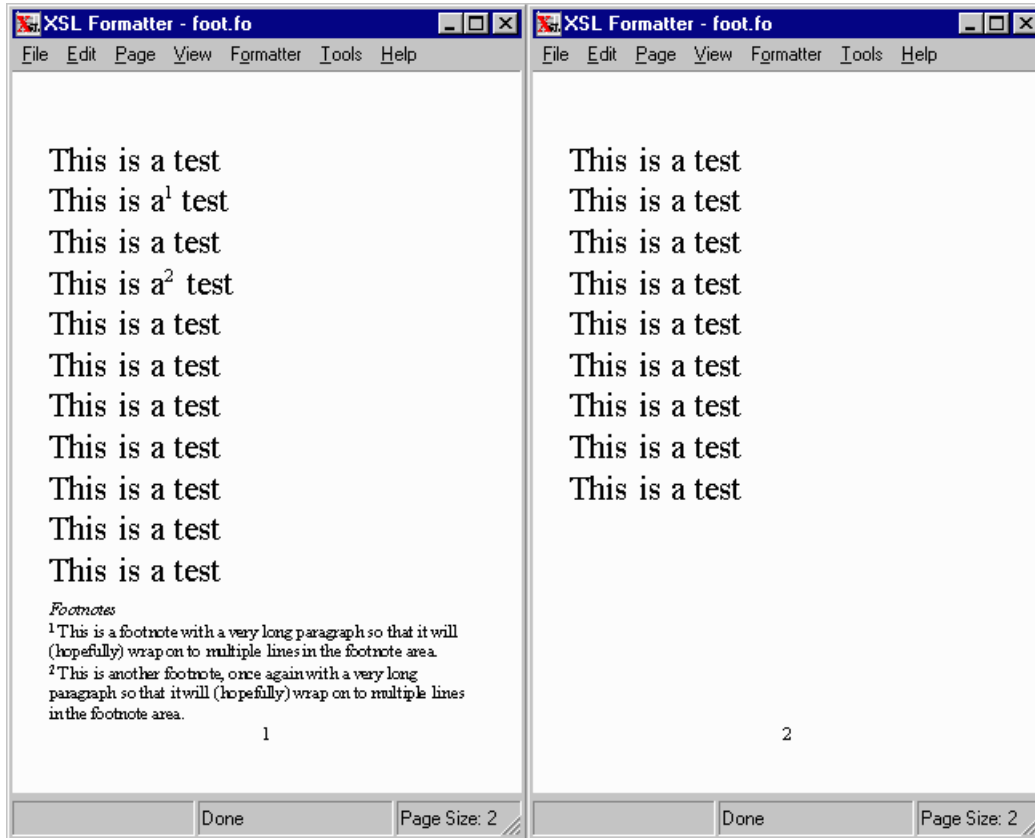 XSL Formatter - foot.fo
File Edit Page View Formatter Tools Help
This is a test
This is a¹ test
This is a test
This is a² test
This is a test
This is a test
This is a test
This is a test
This is a test
This is a test
This is a test
Footnotes
¹ This is a footnote with a very long paragraph so that it will
(hopefully) wrap on to multiple lines in the footnote area.
² This is another footnote, once again with a very long
paragraph so that it will (hopefully) wrap on to multiple lines
in the footnote area.
1
Done
Page Size: 2
XSL Formatter - foot.fo
File Edit Page View Formatter Tools Help
This is a test
This is a test
This is a test
This is a test
This is a test
This is a test
This is a test
This is a test
This is a test
2
Done
Page Size: 2